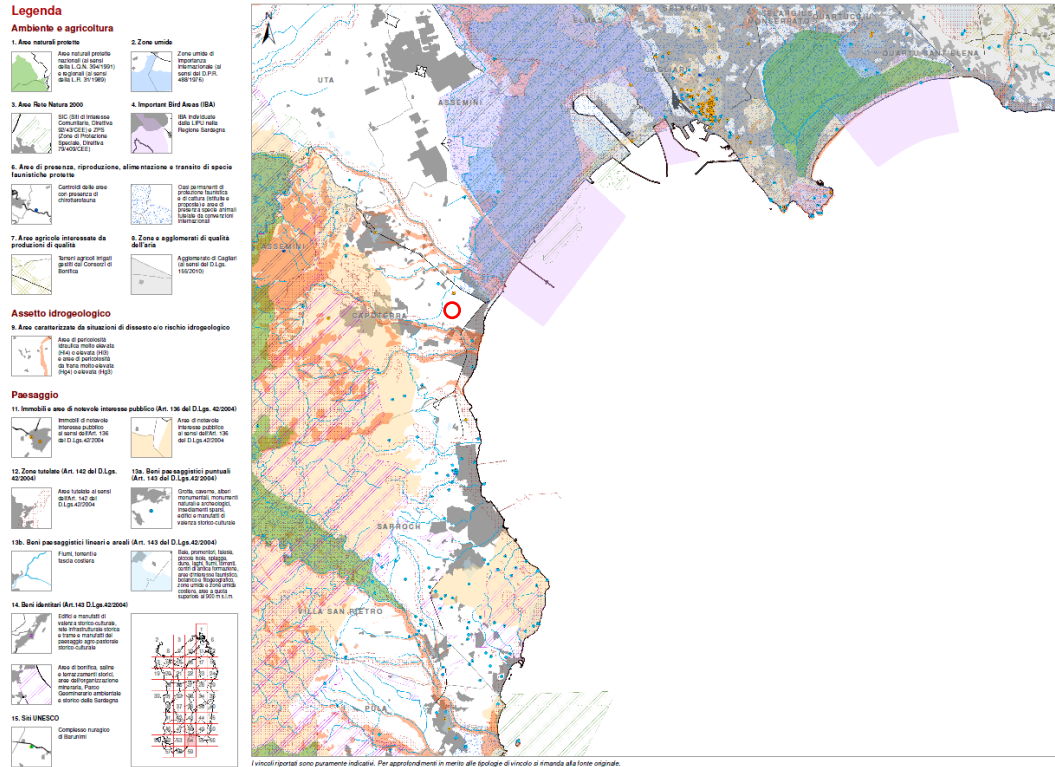 Legenda
Ambiente e agricoltura
1. Aree naturali protette
Aree naturali protette
nazionali (ai sensi
della L.Q.N. 394/1991)
e regionali (ai sensi
della L.R. 31/1989)
2. Zone umide
Zone umide di
importanza
internazionale (ai
sensi del D.P.R.
488/1976)
3. Aree Rete Natura 2000
SIC (Siti di Interesse
Comunitario, Direttiva
92/43/CEE) e ZPS
(Zone di Protezione
Speciale, Direttiva
79/409/CEE)
4. Important Bird Areas (IBA)
IBA individuate
dalla LIPU nella
Regione Sardegna
6. Aree di presenza, riproduzione, alimentazione e transito di specie
faunistiche protette
Centroidi delle aree
con presenza di
chirotterofauna
Oasi permanenti di
protezione faunistica
e di cattura (istituite e
proposte) e aree di
presenza specie animali
tutelate da convenzioni
internazionali
7. Aree agricole interessate da
produzioni di qualità
Terreni agricoli irrigati
gestiti dai Consorzi di
Bonifica
8. Zone e agglomerati di qualità
dell'aria
Agglomerato di Cagliari
(ai sensi del D.Lgs.
155/2010)
Assetto idrogeologico
9. Aree caratterizzate da situazioni di dissesto e/o rischio idrogeologico
Aree di pericolosità
idraulica molto elevata
(Hi4) o elevata (Hi3)
e aree di pericolosità
da frana molto elevata
(Hg4) o elevata (Hg3)
Paesaggio
11. Immobili e aree di notevole interesse pubblico (Art. 136 del D.Lgs. 42/2004)
Immobili di notevole
interesse pubblico
ai sensi dell'Art. 136
del D.Lgs.42/2004
Aree di notevole
interesse pubblico
ai sensi dell'Art. 136
del D.Lgs.42/2004
12. Zone tutelate (Art. 142 del D.Lgs.
42/2004)
Aree tutelate ai sensi
dell'Art. 142 del
D.Lgs.42/2004
13a. Beni paesaggistici puntuali
(Art. 143 del D.Lgs.42/2004)
Grotte, caverne, alberi
monumentali, monumenti
naturali e archeologici,
insediamenti sparsi,
edifici e manufatti di
valenza storico-culturale
13b. Beni paesaggistici lineari e areali (Art. 143 del D.Lgs.42/2004)
Fiumi, torrenti e
fascia costiera
Baie, promontori, falesie,
piccole isole, spiagge,
dune, laghi, fiumi, torrenti,
centri di antica formazione,
aree d'interesse faunistico,
botanico e fitogeografico,
zone umide e zone umide
costiere, aree a quota
superiore ai 900 m s.l.m.
14. Beni identitari (Art.143 D.Lgs.42/2004)
Edifici e manufatti di
valenza storico-culturale,
rete infrastrutturale storica
e trame e manufatti del
paesaggio agro-pastorale
storico-culturale
Aree di bonifica, saline
e terrazzamenti storici,
aree dell'organizzazione
mineraria, Parco
Geominerario ambientale
e storico della Sardegna
15. Siti UNESCO
Complesso nuragico
di Barumini
N
ELMAS
SELARGIUS
MONSERRATO
QUARTUCCIU
QUARTU SANT'ELENA
CAGLIARI
UTA
ASSEMINI
ASSEMINI
CAPOTERRA
SARROCH
VILLA SAN PIETRO
PULA
I vincoli riportati sono puramente indicativi. Per approfondimenti in merito alle tipologie di vincolo si rimanda alla fonte originale.